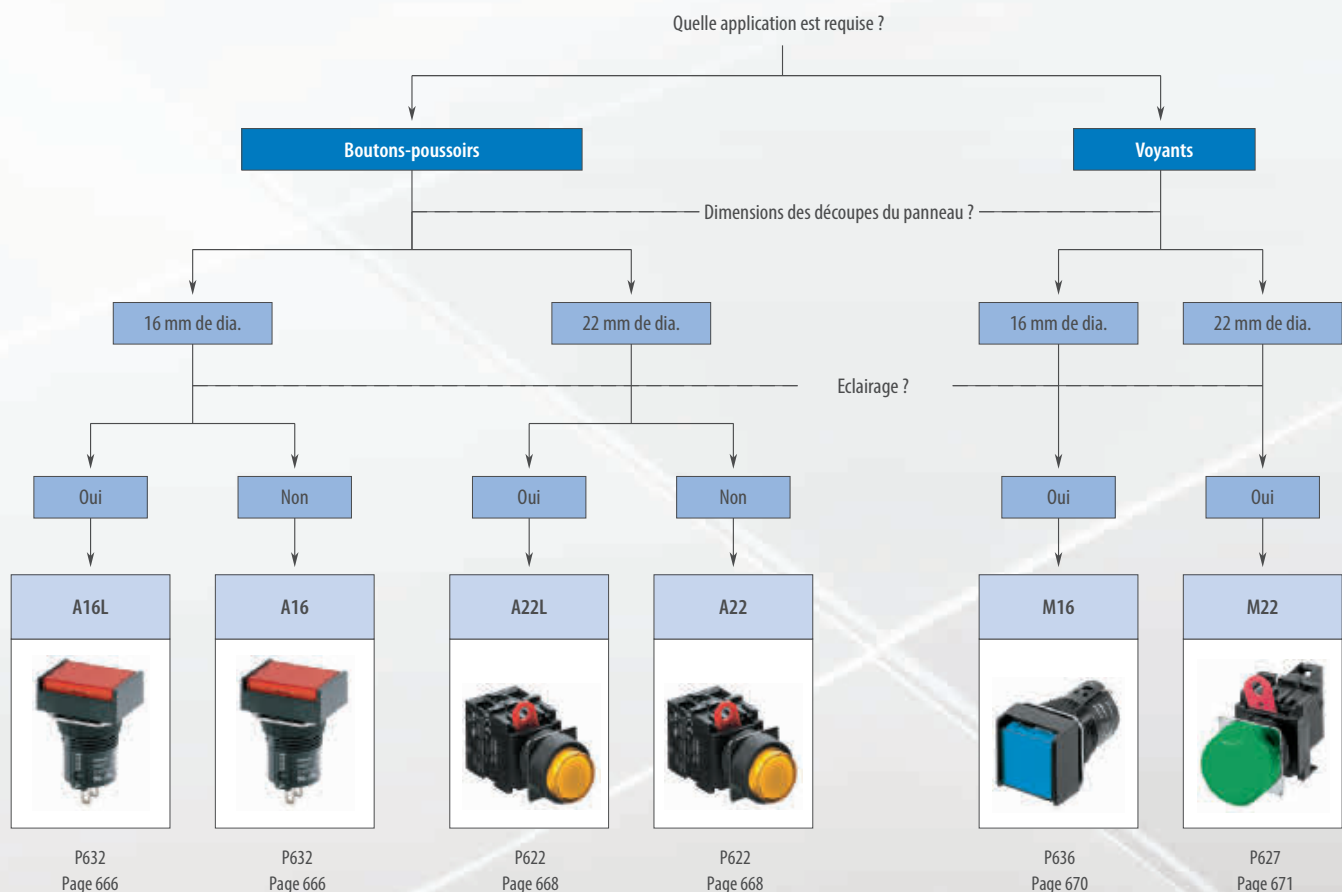 Quelle application est requise ?
Boutons-poussoirs
Voyants
Dimensions des découpes du panneau ?
16 mm de dia.
22 mm de dia.
16 mm de dia.
22 mm de dia.
Eclairage ?
Oui
Non
Oui
Non
Oui
Oui
A16L
A16
A22L
A22
M16
M22
P632
P632
P622
P622
P636
P627
Page 666
Page 666
Page 668
Page 668
Page 670
Page 671